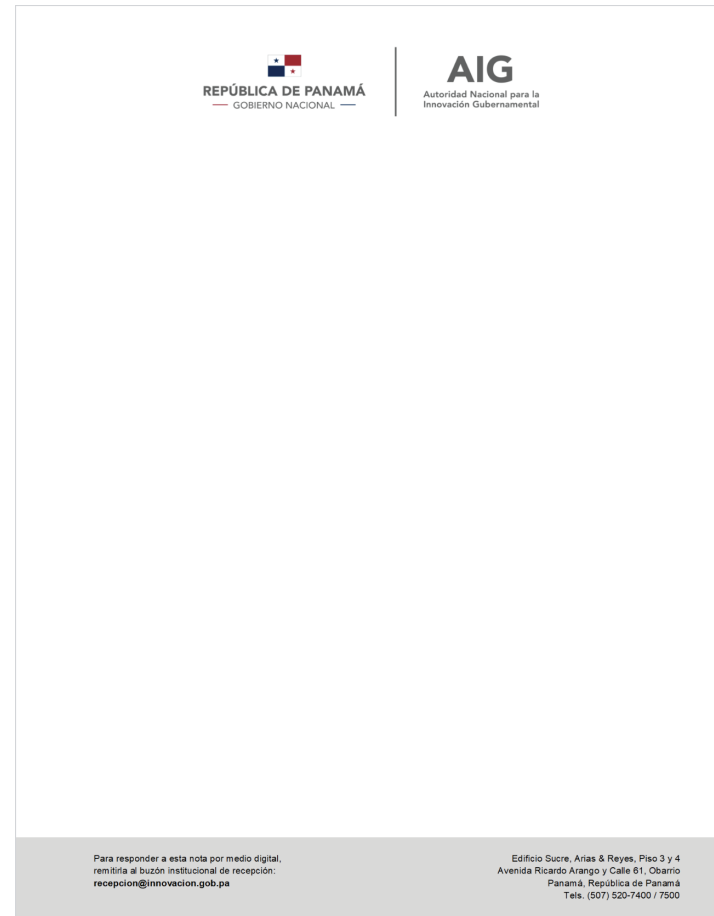 REPÚBLICA DE PANAMÁ
GOBIERNO NACIONAL
AIG
Autoridad Nacional para la
Innovación Gubernamental
Para responder a esta nota por medio digital,
remitirla al buzón institucional de recepción:
recepcion@innovacion.gob.pa
Edificio Sucre, Arias & Reyes, Piso 3 y 4
Avenida Ricardo Arango y Calle 61, Obarrio
Panamá, República de Panamá
Tels. (507) 520-7400 / 7500